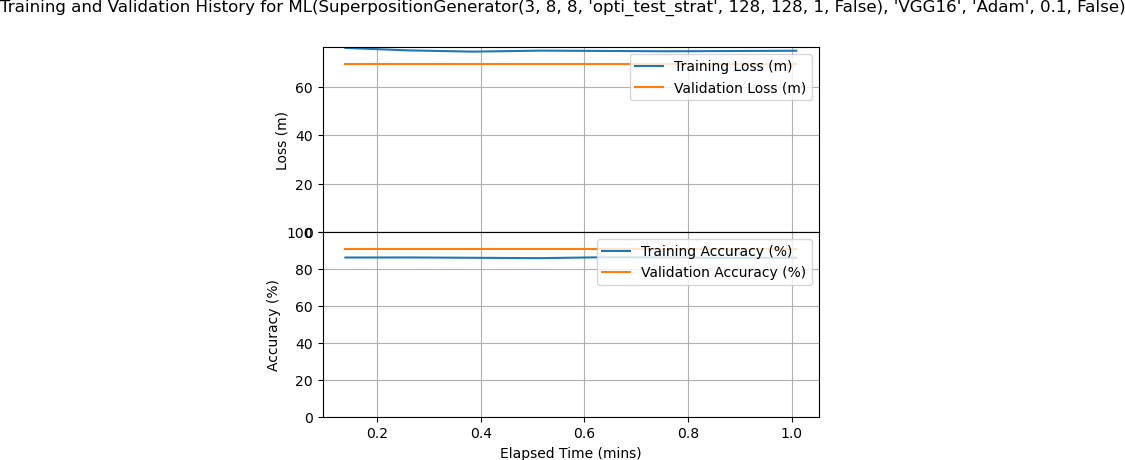 Training and Validation History for ML(SuperpositionGenerator(3, 8, 8, 'opti_test_strat', 128, 128, 1, False), 'VGG16', 'Adam', 0.1, False)
Training Loss (m)
Validation Loss (m)
60
40
20
0
Loss (m)
Training Accuracy (%)
Validation Accuracy (%)
100
80
60
40
20
0
Accuracy (%)
0.2 0.4 0.6 0.8 1.0
Elapsed Time (mins)